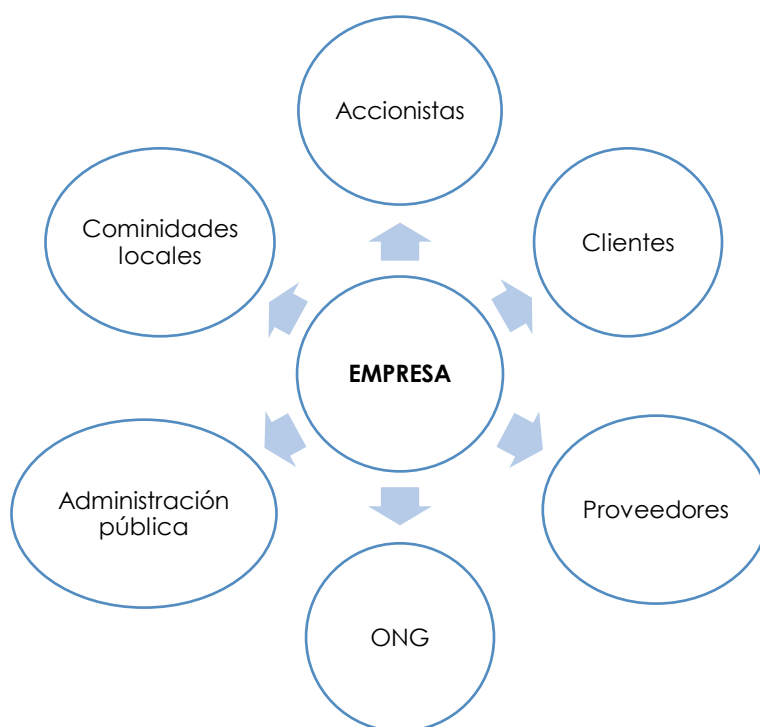 Accionistas
Cominidades
locales
Clientes
EMPRESA
Administración
pública
Proveedores
ONG